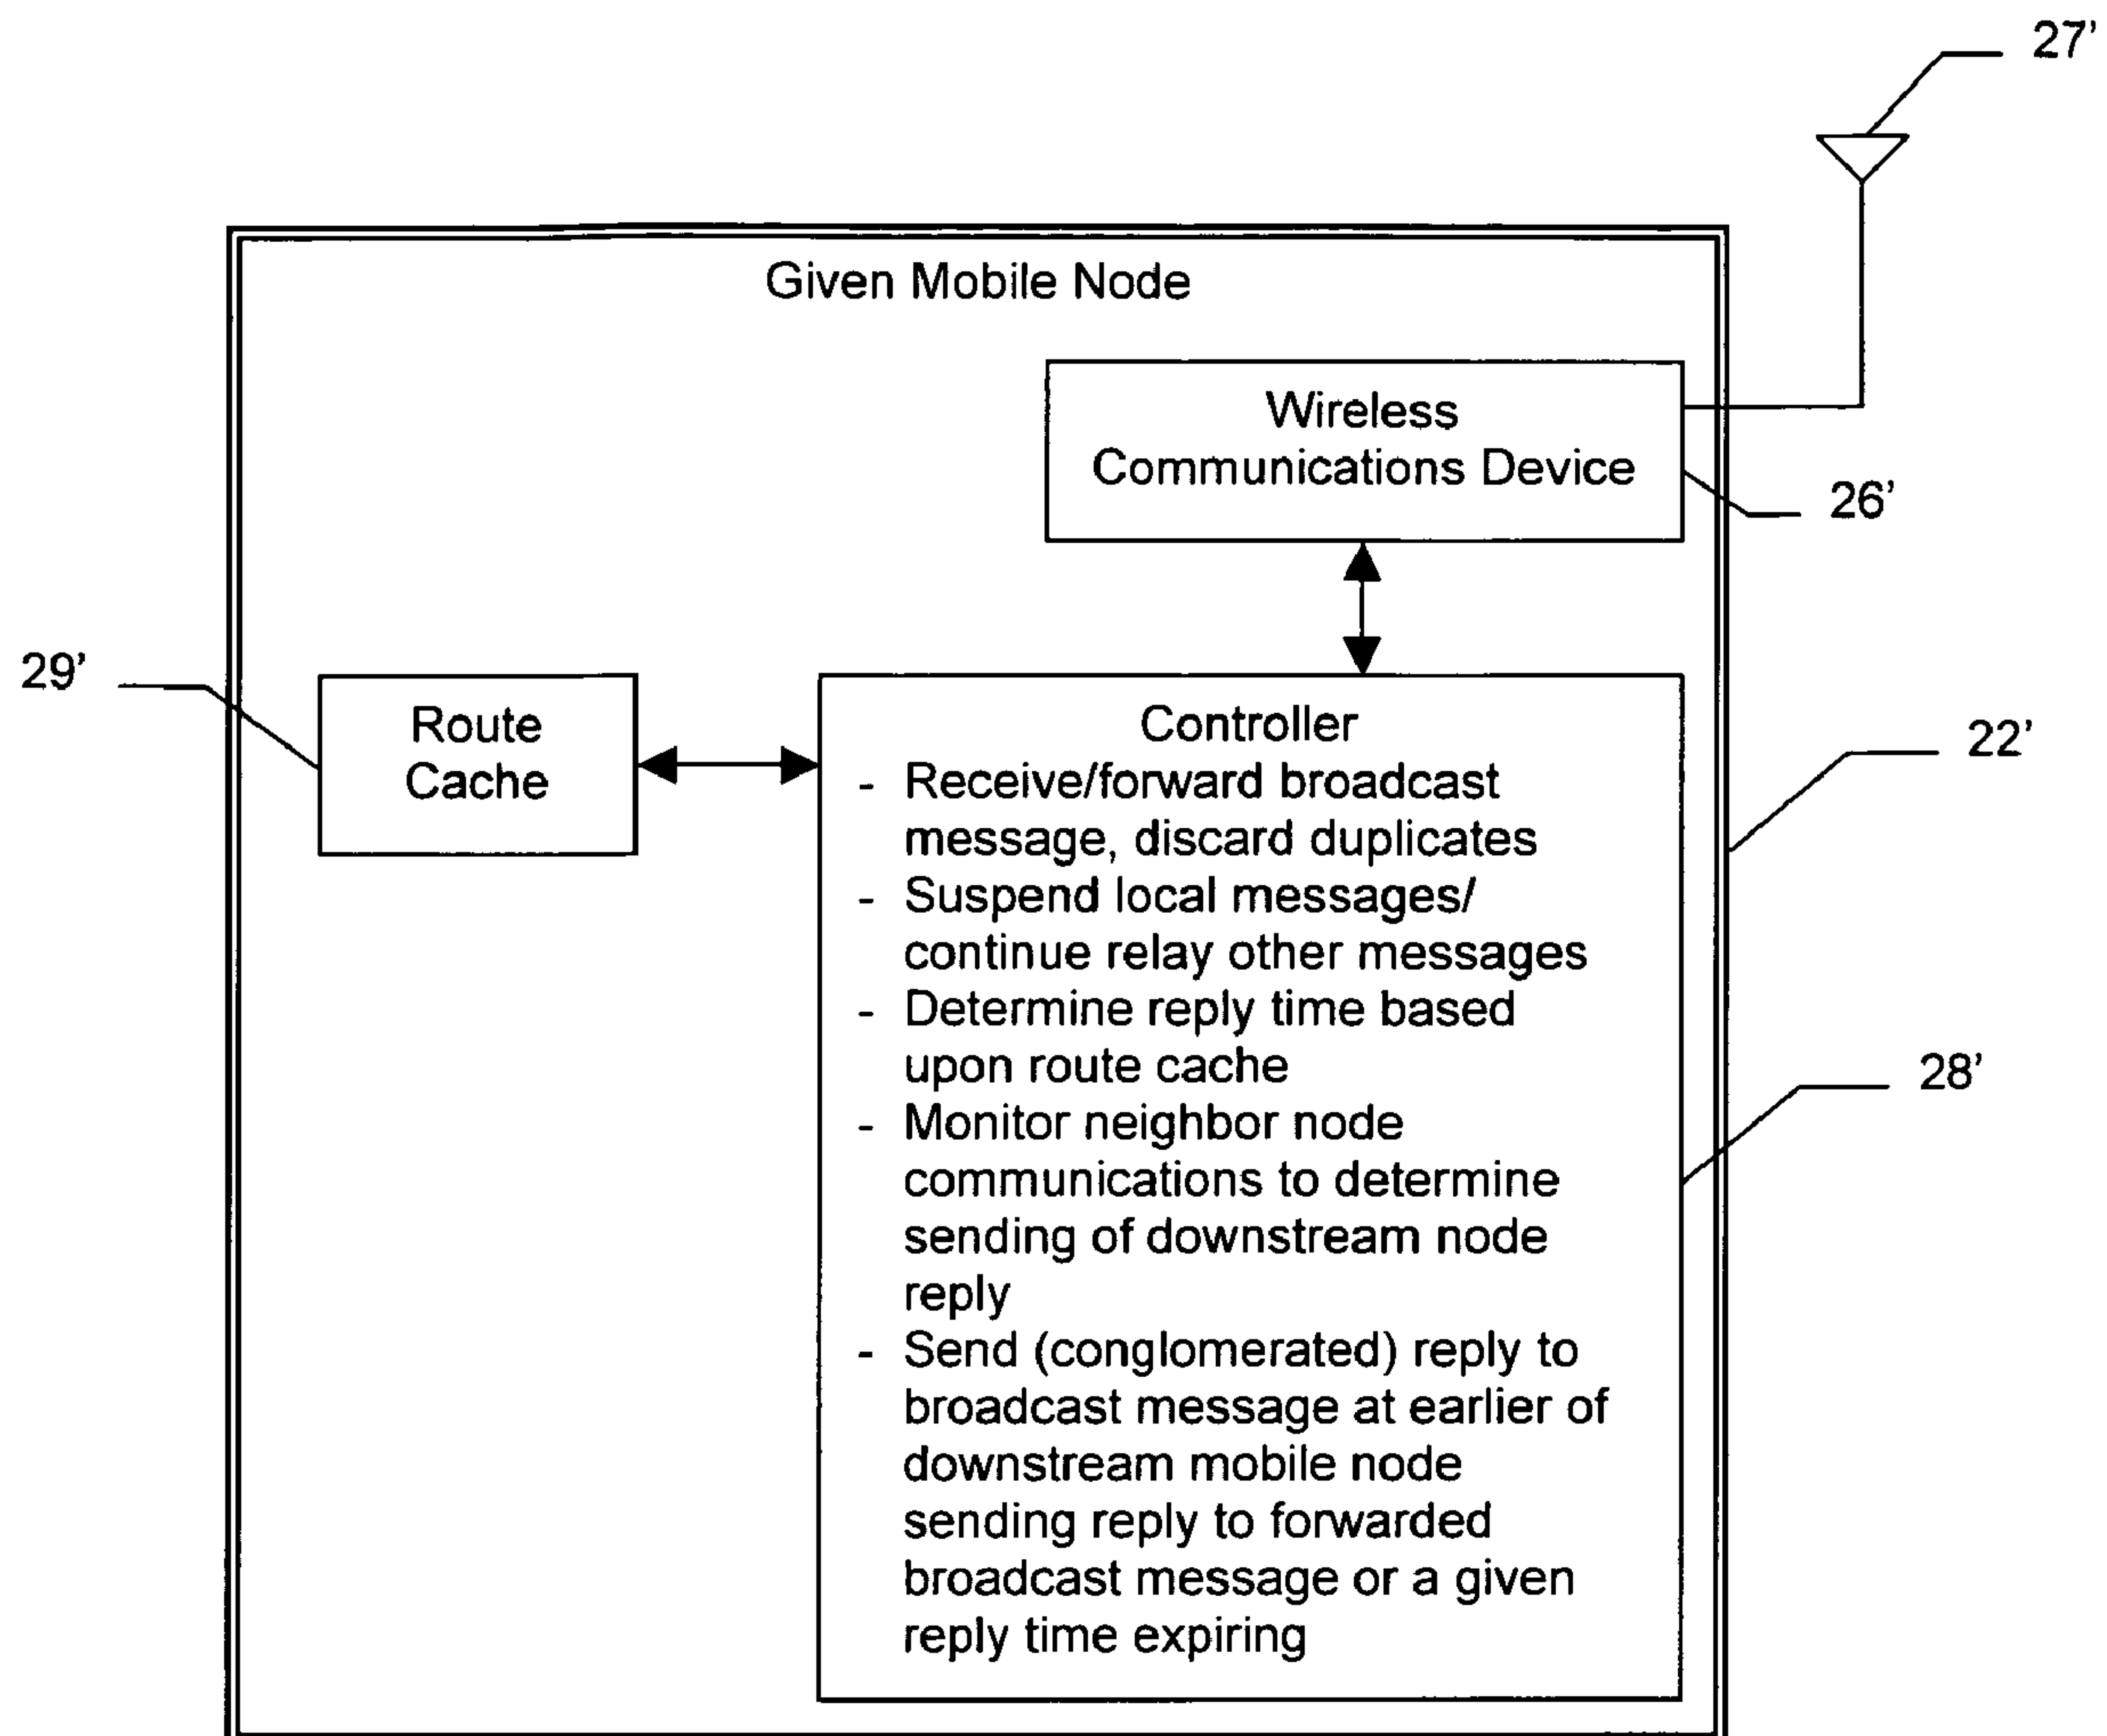 27'
Given Mobile Node
Wireless
Communications Device
26'
29'
Route
Cache
Controller
- Receive/forward broadcast
message, discard duplicates
- Suspend local messages/
continue relay other messages
- Determine reply time based
upon route cache
- Monitor neighbor node
communications to determine
sending of downstream node
reply
- Send (conglomerated) reply to
broadcast message at earlier of
downstream mobile node
sending reply to forwarded
broadcast message or a given
reply time expiring
22'
28'